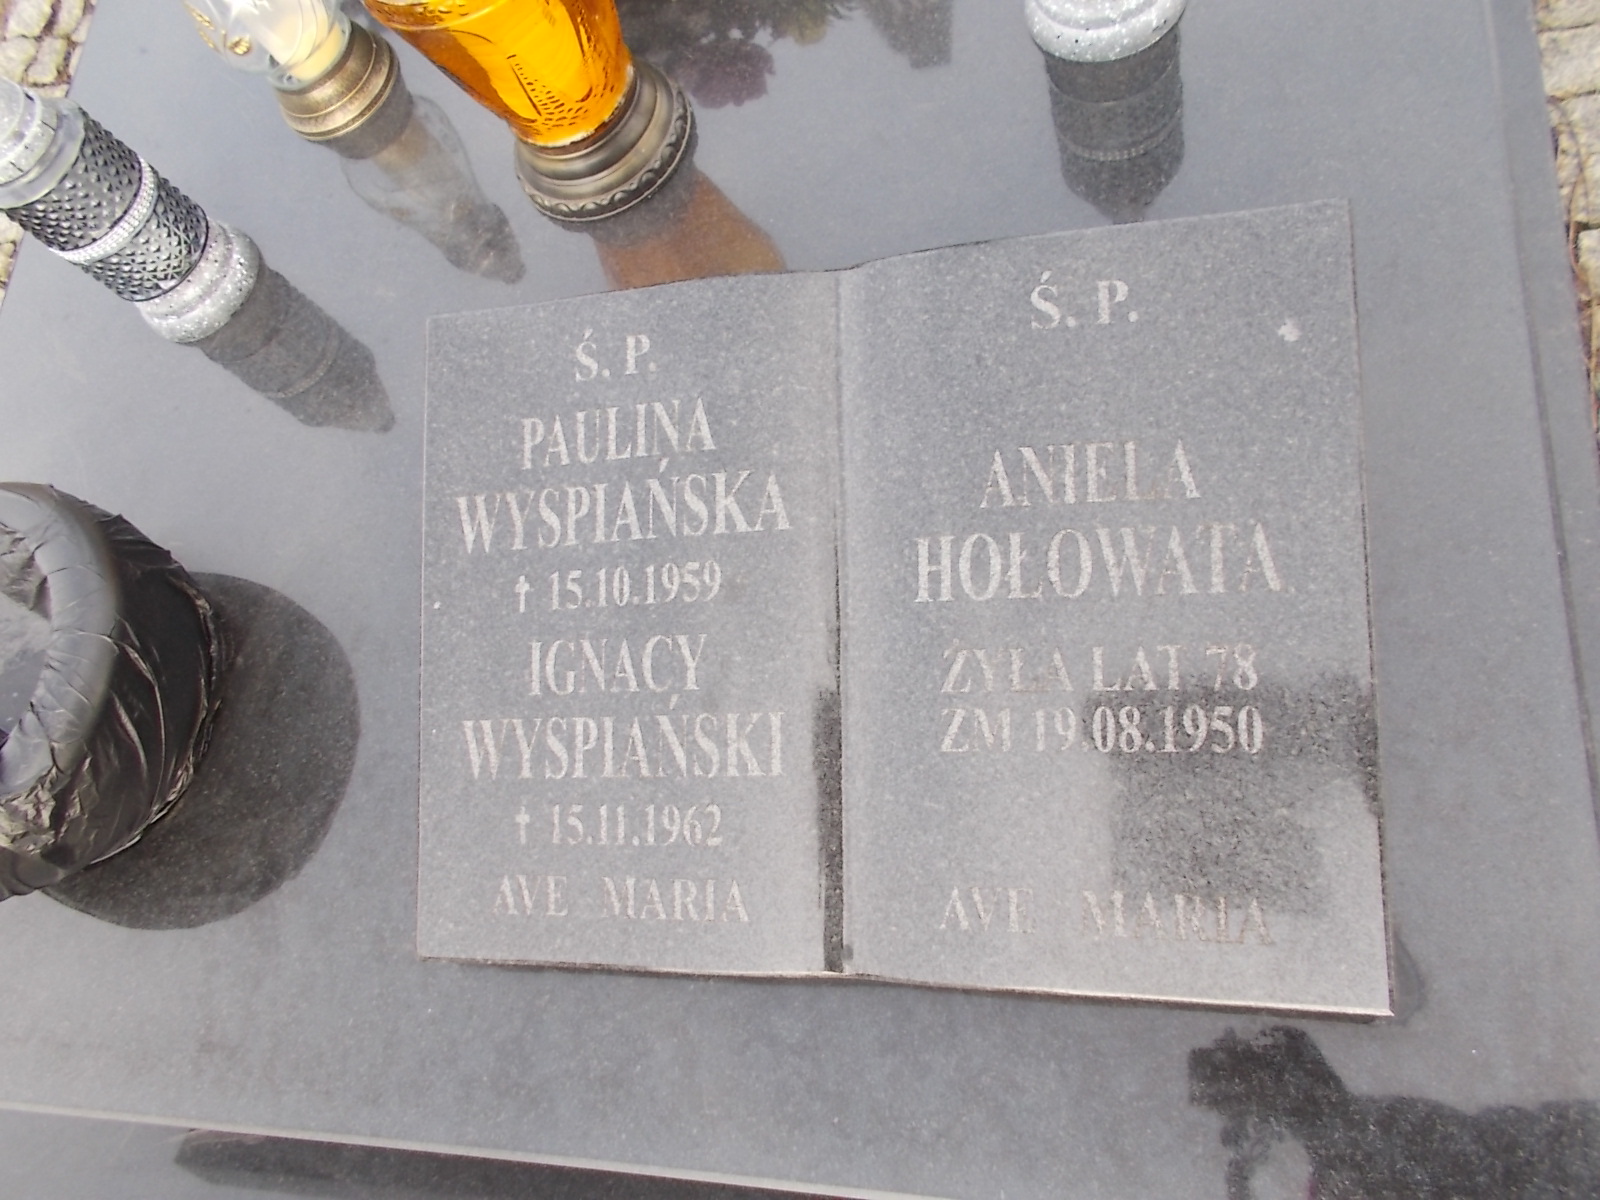 Ś. P.
PAULINA
WYSPIAŃSKA
† 15.10.1959
IGNACY
WYSPIAŃSKI
† 15.11.1962
AVE MARIA
Ś. P.
ANIELA
HOŁOWATA
ŻYŁA LAT 78
ZM 19.08.1950
AVE MARIA